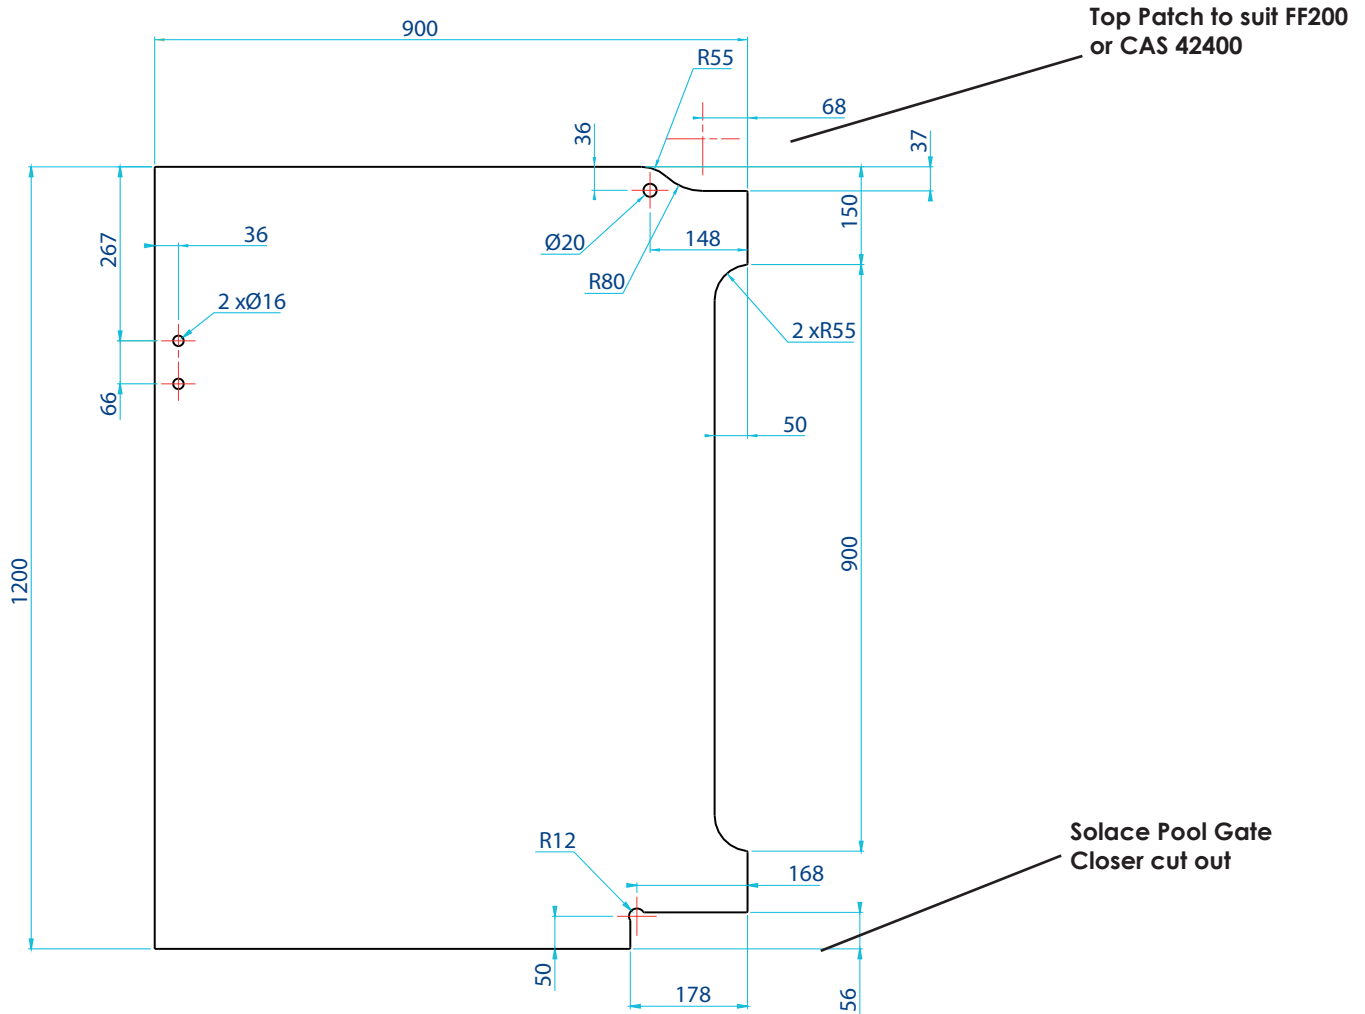 Top Patch to suit FF200
or CAS 42400
900
R55
68
36
37
150
267
36
Ø20
148
R80
2 xØ16
2 xR55
66
50
1200
900
R12
Solace Pool Gate
Closer cut out
168
50
178
56